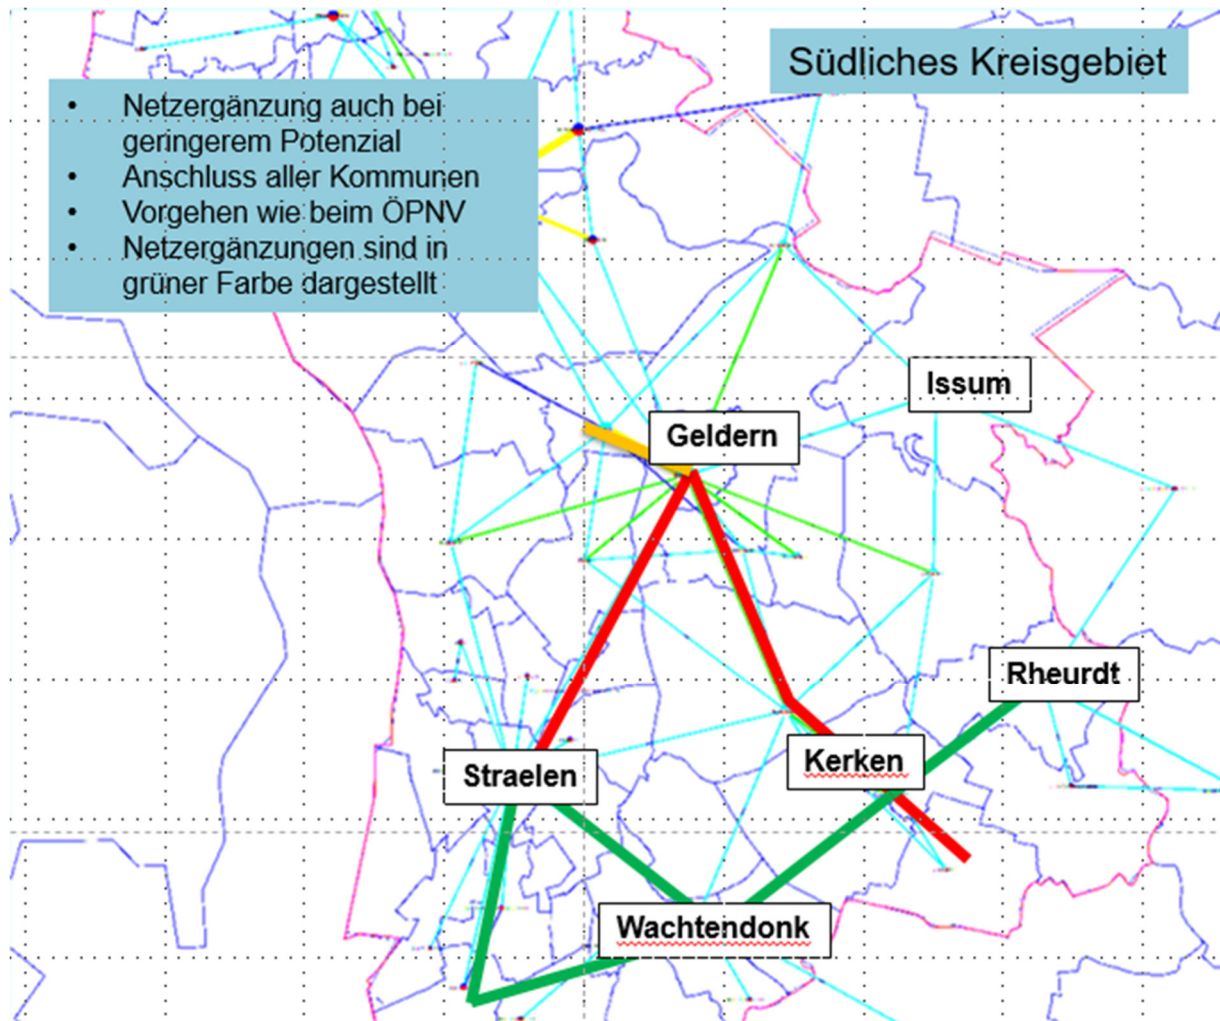 Südliches Kreisgebiet
• Netzergänzung auch bei
geringerem Potenzial
• Anschluss aller Kommunen
• Vorgehen wie beim ÖPNV
• Netzergänzungen sind in
grüner Farbe dargestellt
Issum
Geldern
Rheurdt
Kerken
Straelen
Wachtendonk